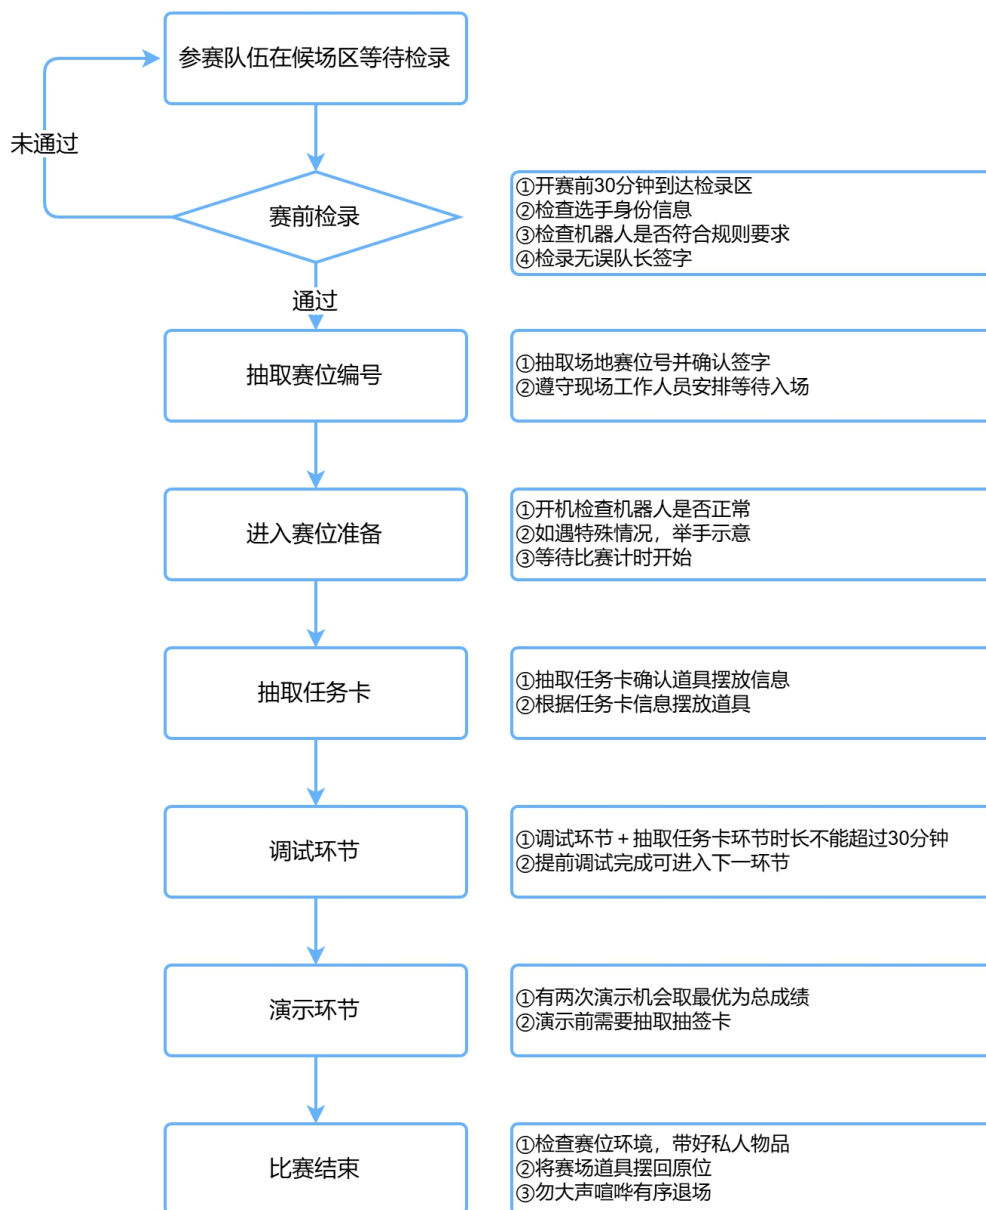 参赛队伍在候场区等待检录
未通过
赛前检录
①开赛前30分钟到达检录区
②检查选手身份信息
③检查机器人是否符合规则要求
④检录无误队长签字
通过
抽取赛位编号
①抽取场地赛位号并确认签字
②遵守现场工作人员安排等待入场
进入赛位准备
①开机检查机器人是否正常
②如遇特殊情况，举手示意
③等待比赛计时开始
抽取任务卡
①抽取任务卡确认道具摆放信息
②根据任务卡信息摆放道具
调试环节
①调试环节＋抽取任务卡环节时长不能超过30分钟
②提前调试完成可进入下一环节
演示环节
①有两次演示机会取最优为总成绩
②演示前需要抽取抽签卡
比赛结束
①检查赛位环境，带好私人物品
②将赛场道具摆回原位
③勿大声喧哗有序退场